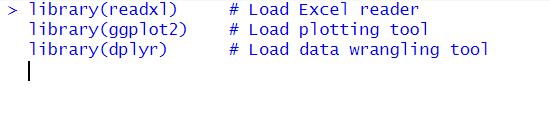 > library(readxl)     # Load Excel reader
library(ggplot2)    # Load plotting tool
library(dplyr)      # Load data wrangling tool